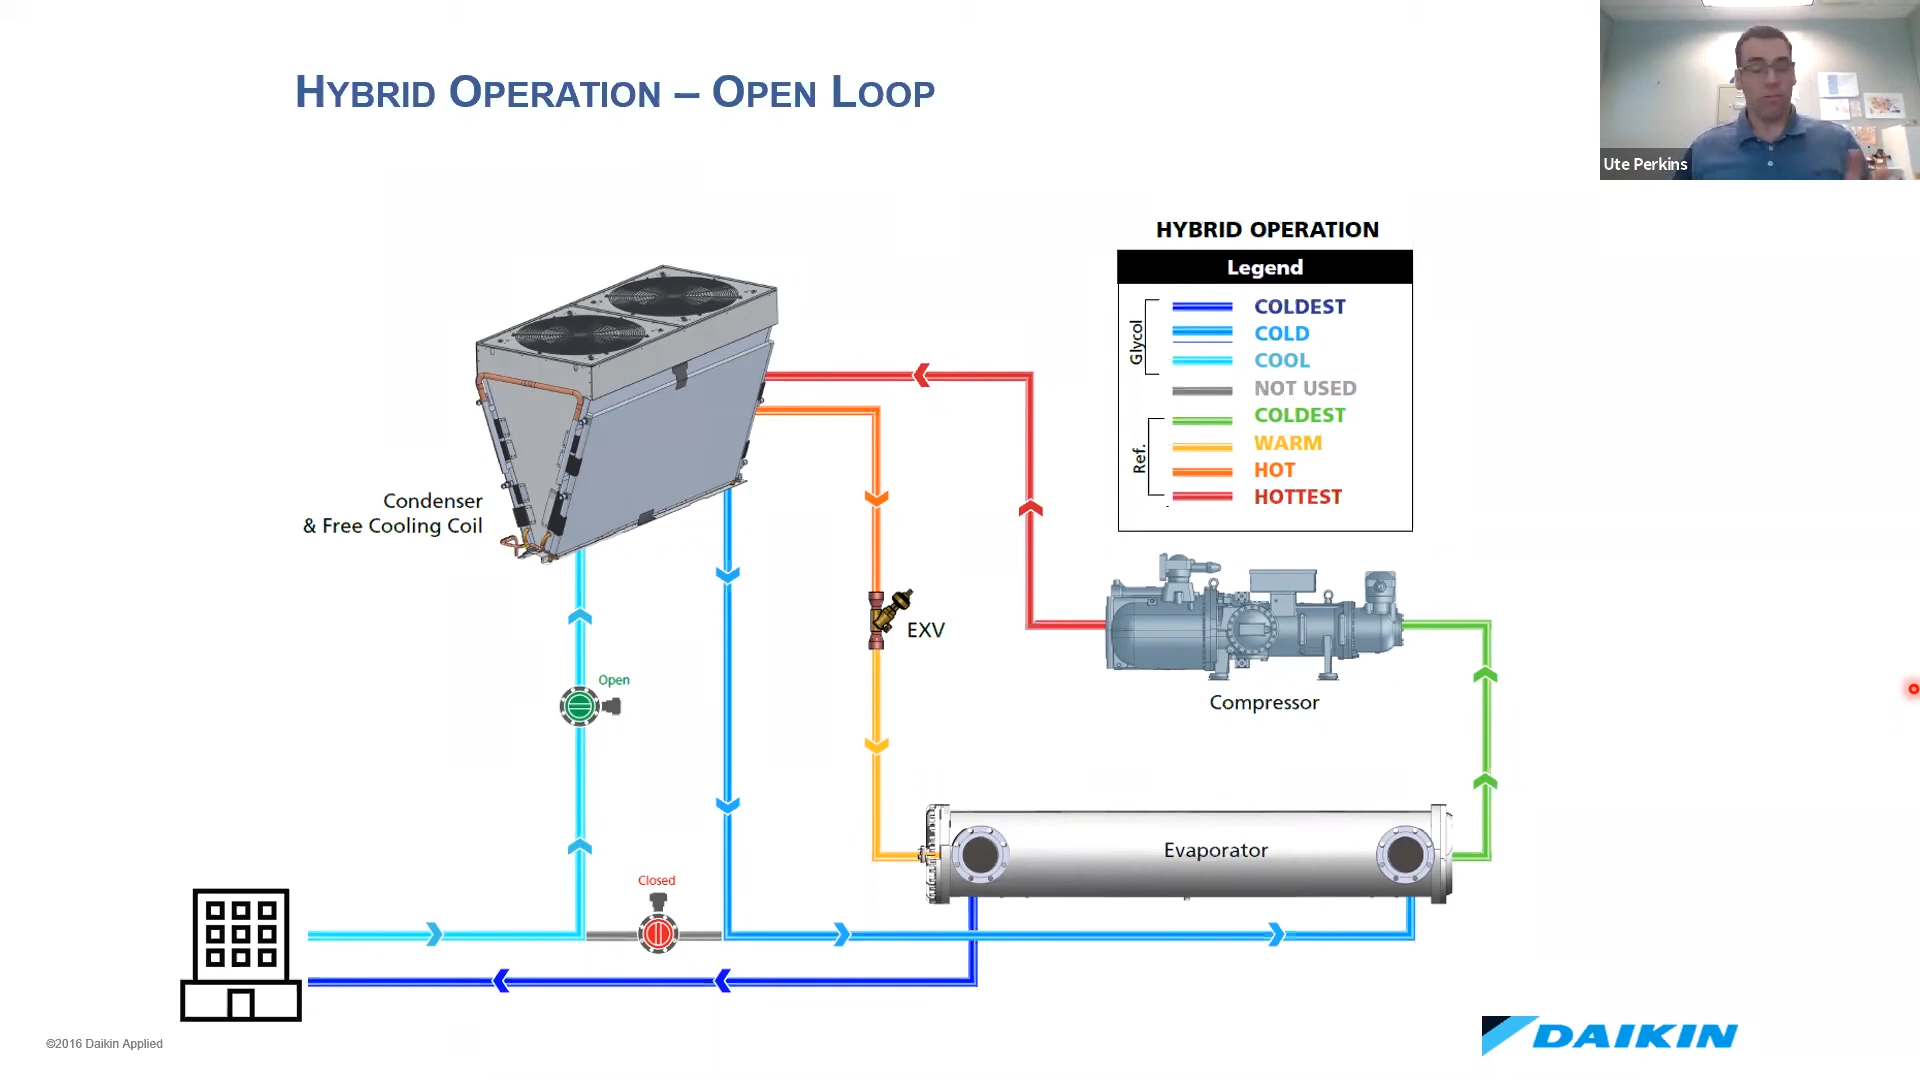 HYBRID OPERATION – OPEN LOOP
Ute Perkins
HYBRID OPERATION
Legend
Glycol
COLDEST
COLD
COOL
NOT USED
Ref.
COLDEST
WARM
HOT
HOTTEST
Condenser
& Free Cooling Coil
EXV
Open
Compressor
Evaporator
Closed
©2016 Daikin Applied
DAIKIN